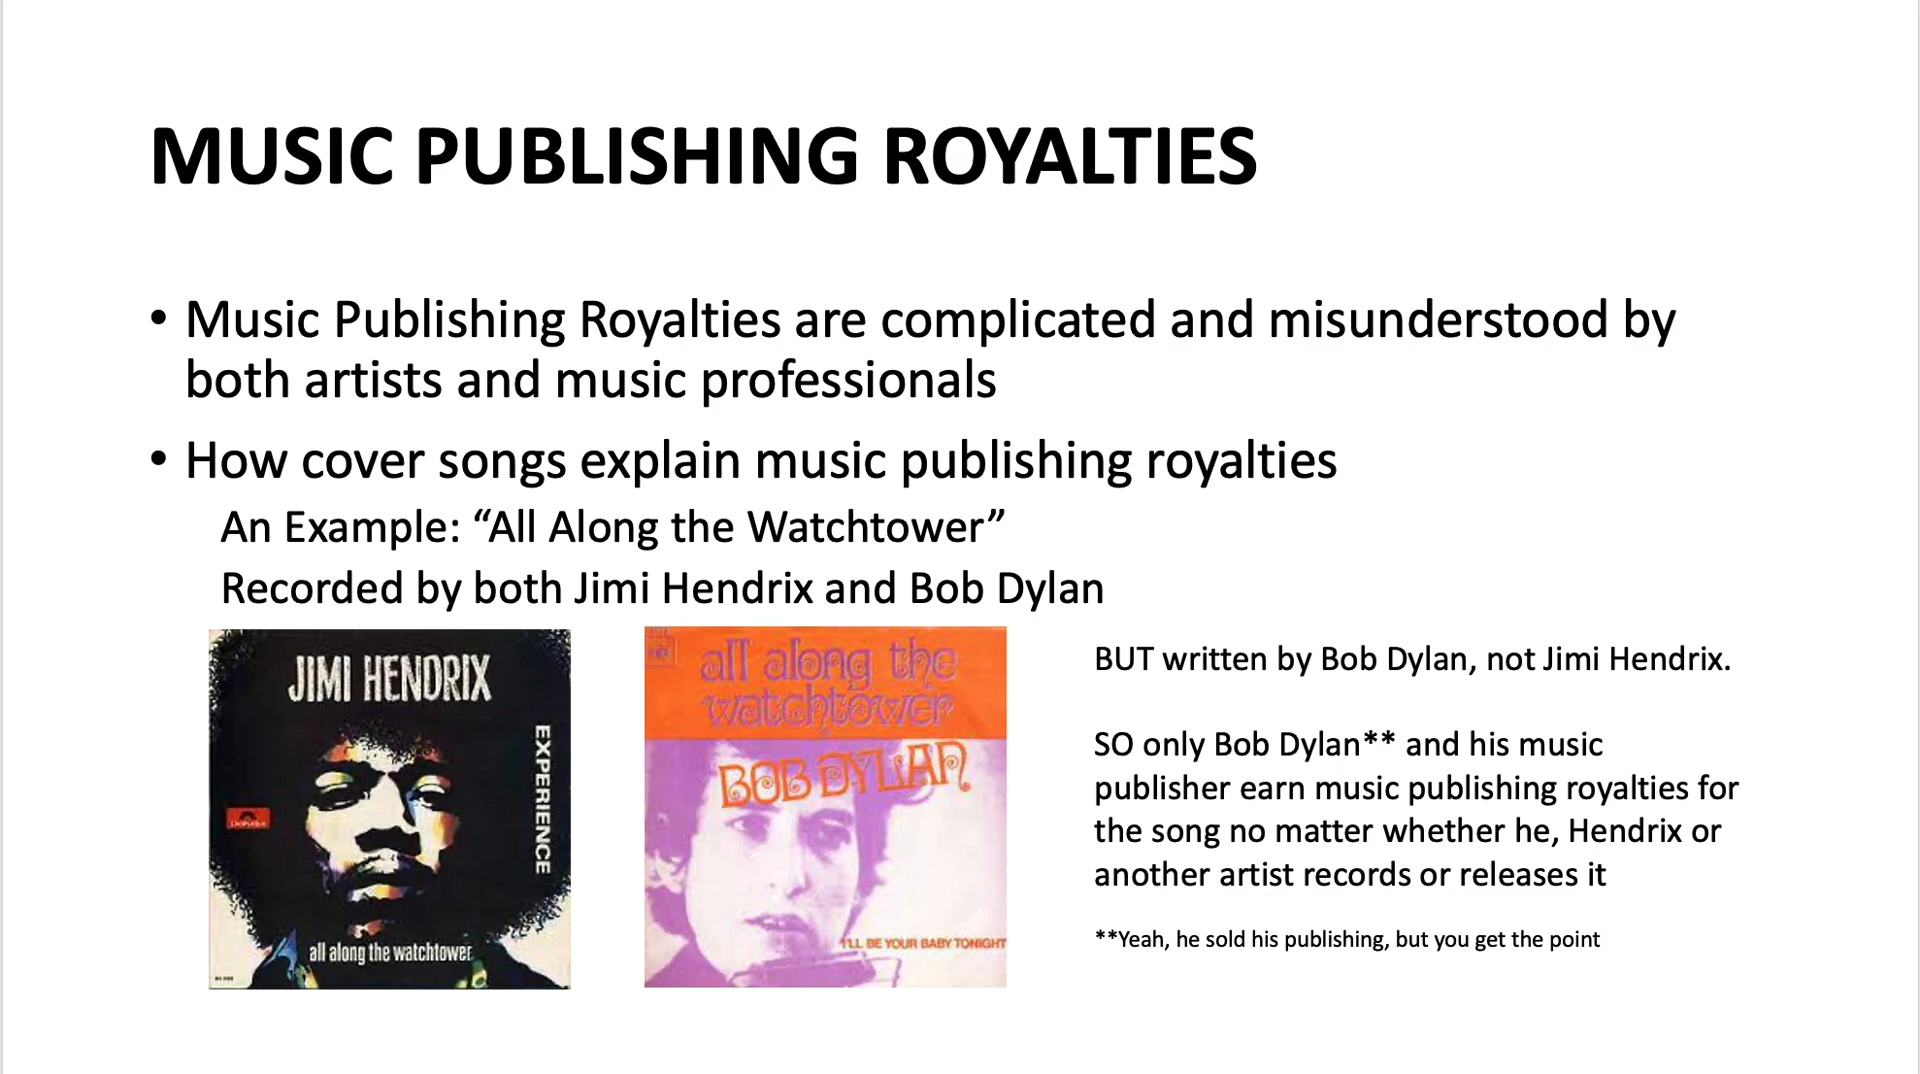 MUSIC PUBLISHING ROYALTIES
• Music Publishing Royalties are complicated and misunderstood by
both artists and music professionals
• How cover songs explain music publishing royalties
An Example: “All Along the Watchtower”
Recorded by both Jimi Hendrix and Bob Dylan
JIMI HENDRIX
EXPERIENCE
all along the watchtower
all along the
watchtower
BOB DYLAN
I'LL BE YOUR BABY TONIGHT
BUT written by Bob Dylan, not Jimi Hendrix.
SO only Bob Dylan** and his music
publisher earn music publishing royalties for
the song no matter whether he, Hendrix or
another artist records or releases it
**Yeah, he sold his publishing, but you get the point